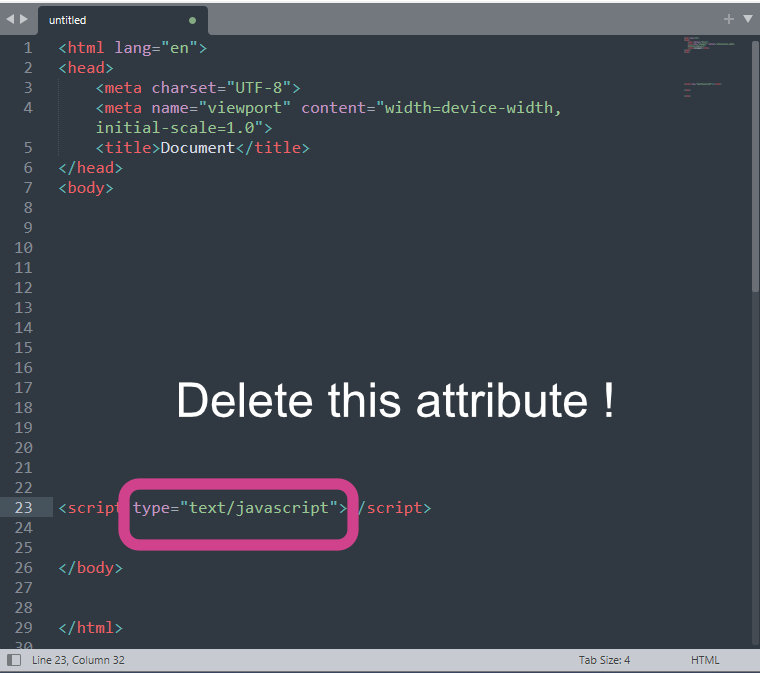 untitled
1 <html lang="en">
2 <head>
3 <meta charset="UTF-8">
4 <meta name="viewport" content="width=device-width,
initial-scale=1.0">
5 <title>Document</title>
6 </head>
7 <body>
8
9
10
11
12
13
14
15
16
17
Delete this attribute !
18
19
20
21
22
23 <script type="text/javascript"></script>
24
25
26 </body>
27
28
29 </html>
30
Line 23, Column 32 Tab Size: 4 HTML